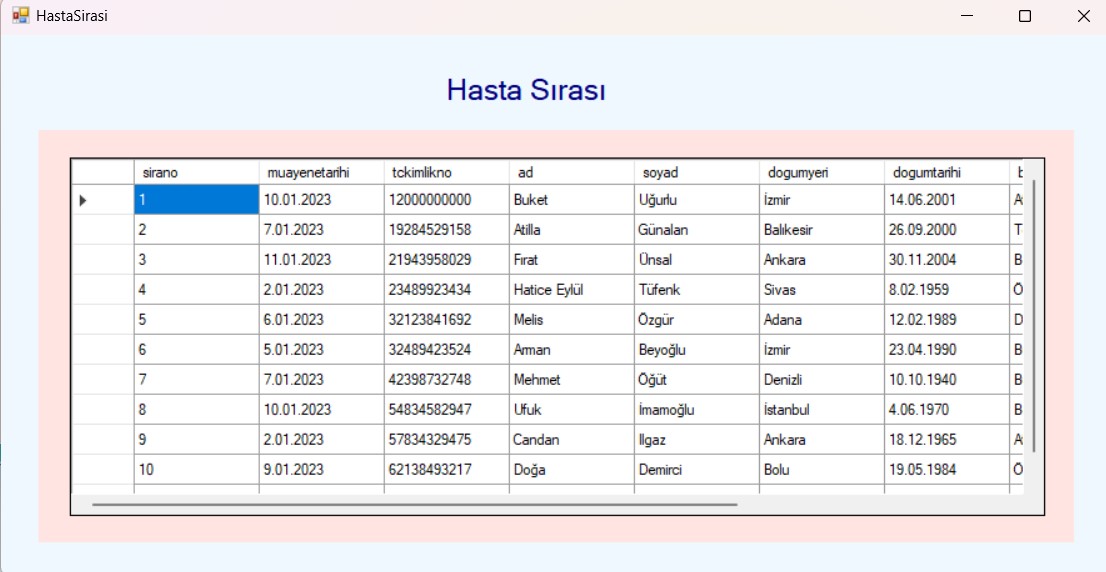 HastaSirasi
Hasta Sırası
sirano muayenetarihi tckimlikno ad soyad dogumyeri dogumtarihi
1 10.01.2023 12000000000 Buket Uğurlu İzmir 14.06.2001
2 7.01.2023 19284529158 Atilla Günalan Balıkesir 26.09.2000
3 11.01.2023 21943958029 Fırat Ünsal Ankara 30.11.2004
4 2.01.2023 23489923434 Hatice Eylül Tüfenk Sivas 8.02.1959
5 6.01.2023 32123841692 Melis Özgür Adana 12.02.1989
6 5.01.2023 32489423524 Arman Beyoğlu İzmir 23.04.1990
7 7.01.2023 42398732748 Mehmet Öğüt Denizli 10.10.1940
8 10.01.2023 54834582947 Ufuk İmamoğlu İstanbul 4.06.1970
9 2.01.2023 57834329475 Candan Ilgaz Ankara 18.12.1965
10 9.01.2023 62138493217 Doğa Demirci Bolu 19.05.1984